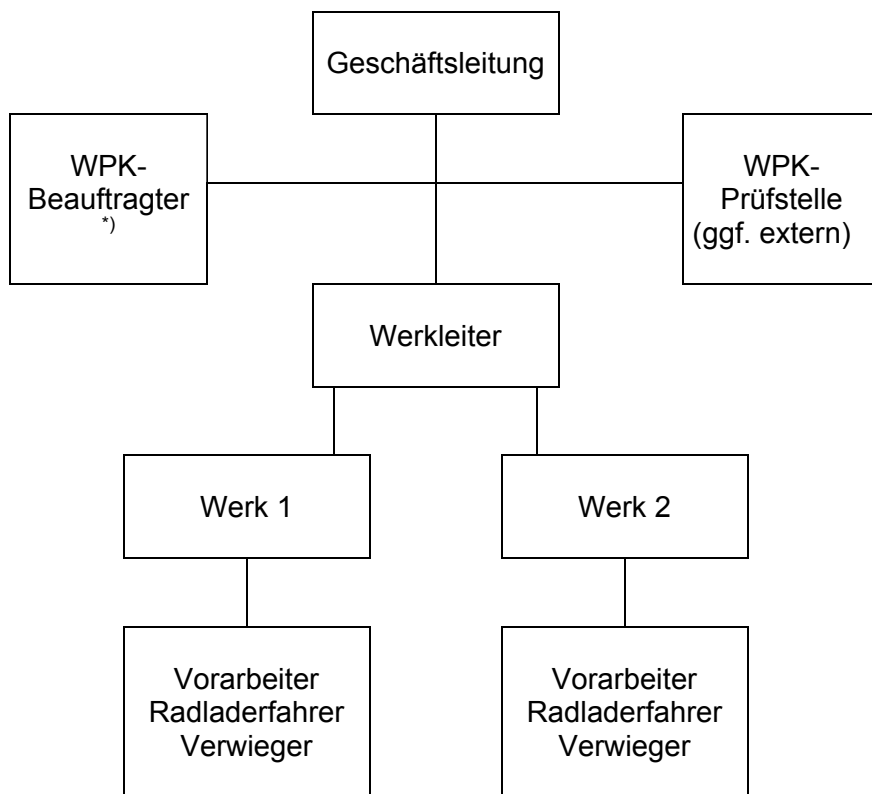 Geschäftsleitung
WPK-
Beauftragter
*)
WPK-
Prüfstelle
(ggf. extern)
Werkleiter
Werk 1
Werk 2
Vorarbeiter
Radladerfahrer
Verwieger
Vorarbeiter
Radladerfahrer
Verwieger